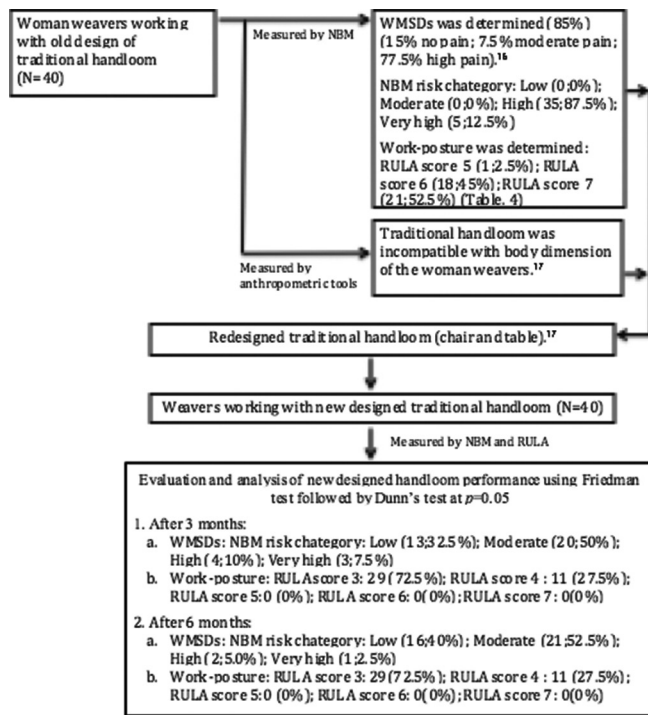 Woman weavers working
with old design of
traditional handloom
(N=40)
Measured by NBM
WMSDs was determined (85%)
(15% no pain; 7.5% moderate pain;
77.5% high pain).16
NBM risk chategory: Low (0;0%);
Moderate (0;0%); High (35;87.5%);
Very high (5;12.5%)
Work-posture was determined:
RULA score 5 (1;2.5%); RULA
score 6 (18;45%); RULA score 7
(21;52.5%) (Table. 4)
Measured by
anthropometric tools
Traditional handloom was
incompatible with body dimension
of the woman weavers.17
Redesigned traditional handloom (chair and table).17
Weavers working with new designed traditional handloom (N=40)
Measured by NBM and RULA
Evaluation and analysis of new designed handloom performance using Friedman
test followed by Dunn's test at p=0.05
1. After 3 months:
a. WMSDs: NBM risk chategory: Low (13;32.5%); Moderate (20;50%);
High (4;10%); Very high (3;7.5%)
b. Work-posture: RULA score 3: 29 (72.5%); RULA score 4 : 11 (27.5%);
RULA score 5:0 (0%); RULA score 6: 0(0%); RULA score 7 : 0(0%)
2. After 6 months:
a. WMSDs: NBM risk chategory: Low (16;40%); Moderate (21;52.5%);
High (2;5.0%); Very high (1;2.5%)
b. Work-posture: RULA score 3: 29 (72.5%); RULA score 4 : 11 (27.5%);
RULA score 5:0 (0%); RULA score 6: 0(0%); RULA score 7 : 0(0%)